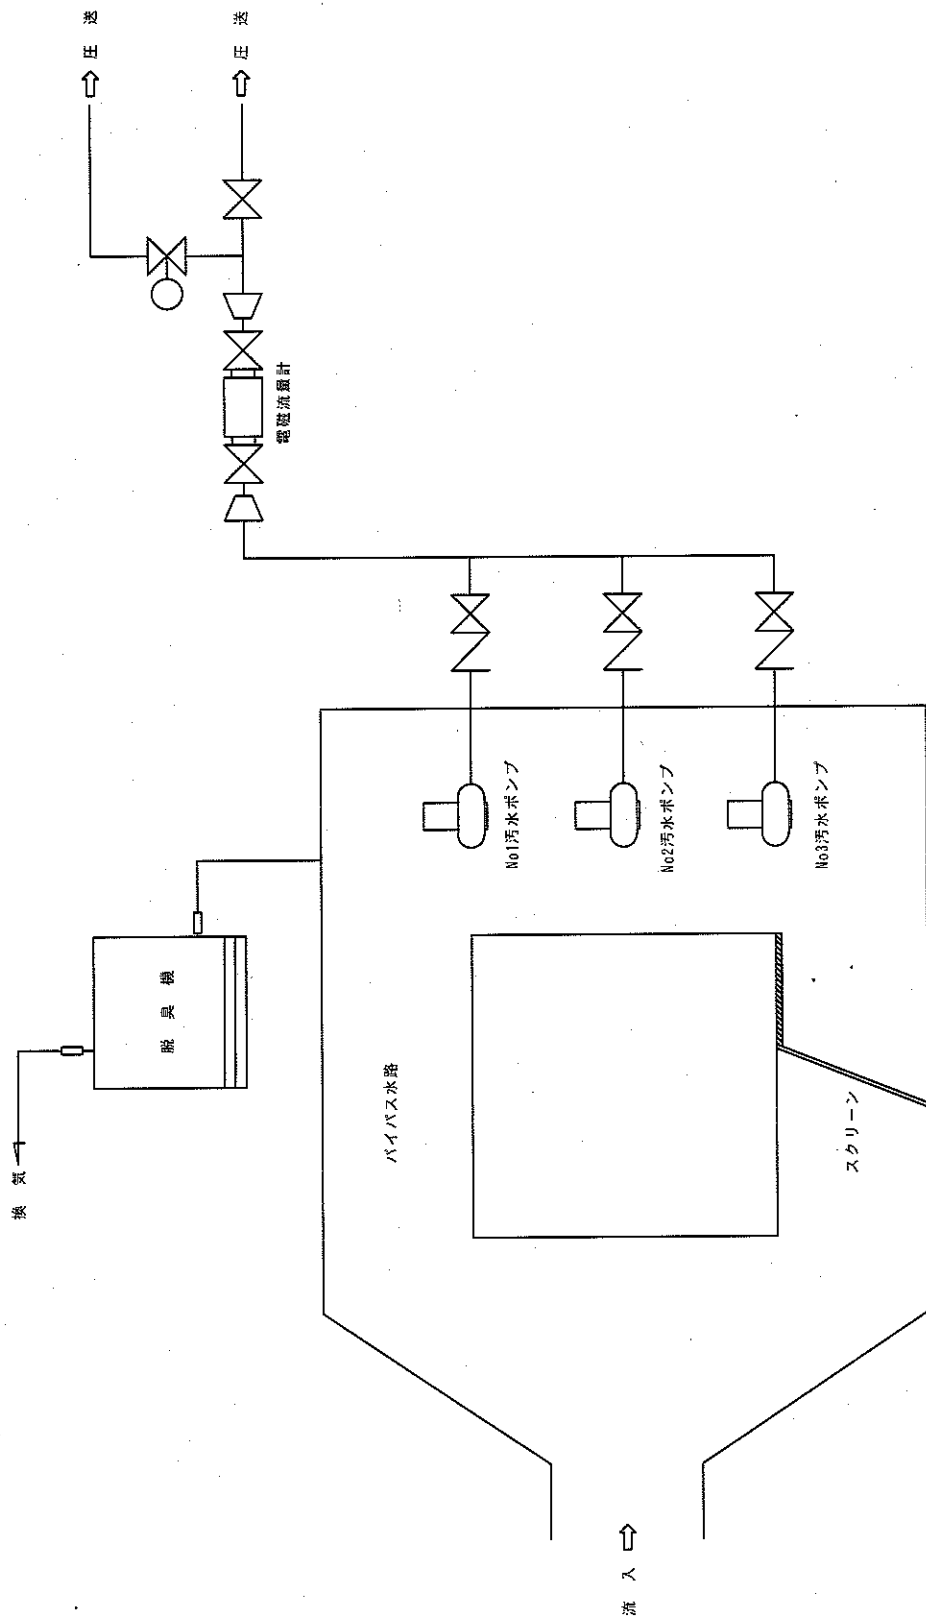 圧 送
圧 送
電磁流量計
No1汚水ポンプ
No2汚水ポンプ
No3汚水ポンプ
脱 臭 機
換 気
バイパス水路
スクリーン
流 入